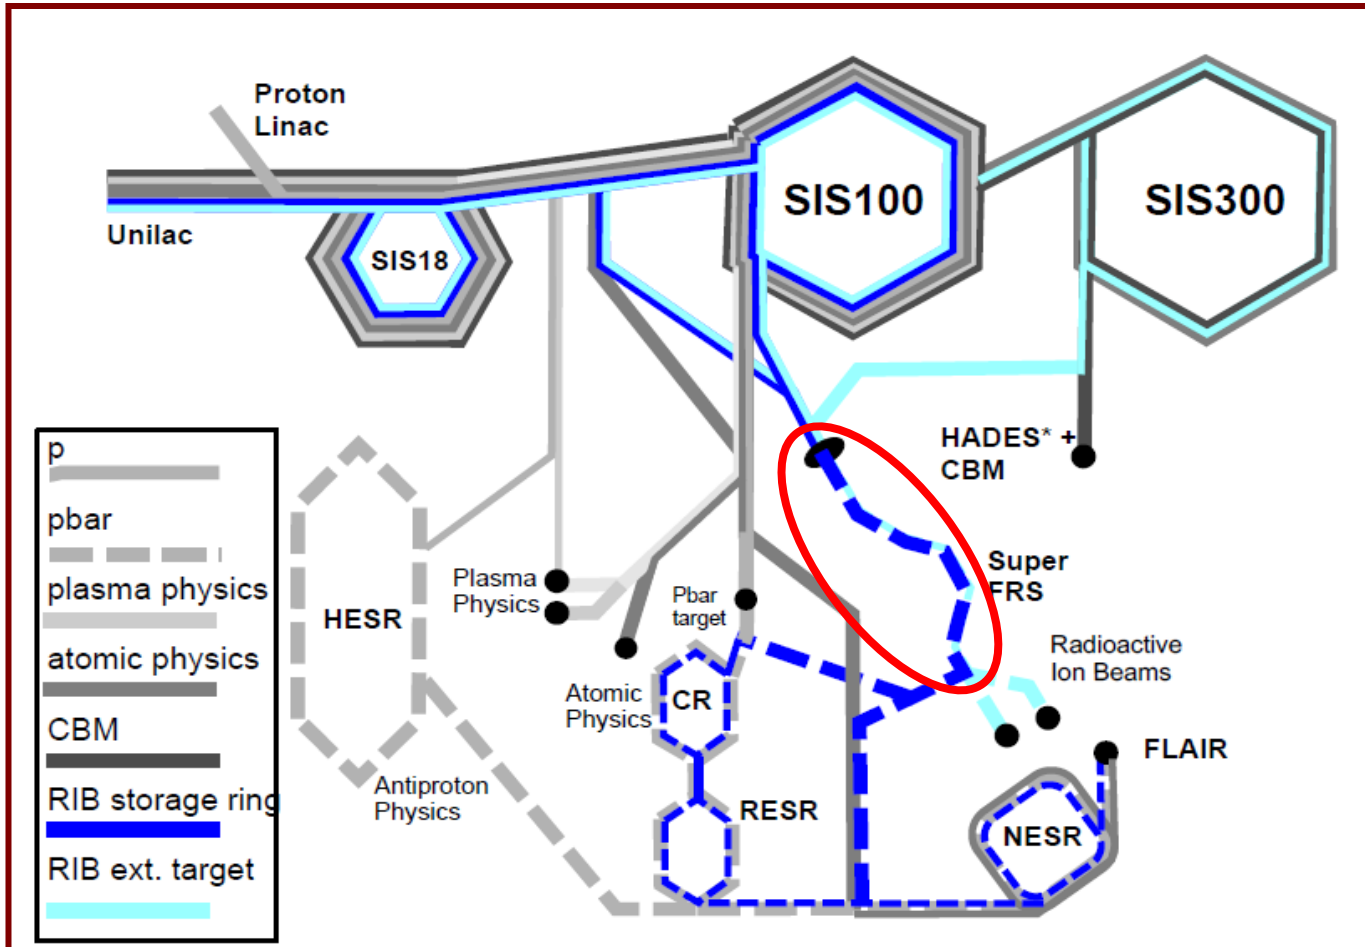 Proton
Linac
Unilac
SIS18
SIS100
SIS300
HADES* +
CBM
Super
FRS
Radioactive
Ion Beams
FLAIR
NESR
RESR
CR
Pbar
target
Plasma
Physics
Atomic
Physics
HESR
Antiproton
Physics
p
pbar
plasma physics
atomic physics
CBM
RIB storage ring
RIB ext. target